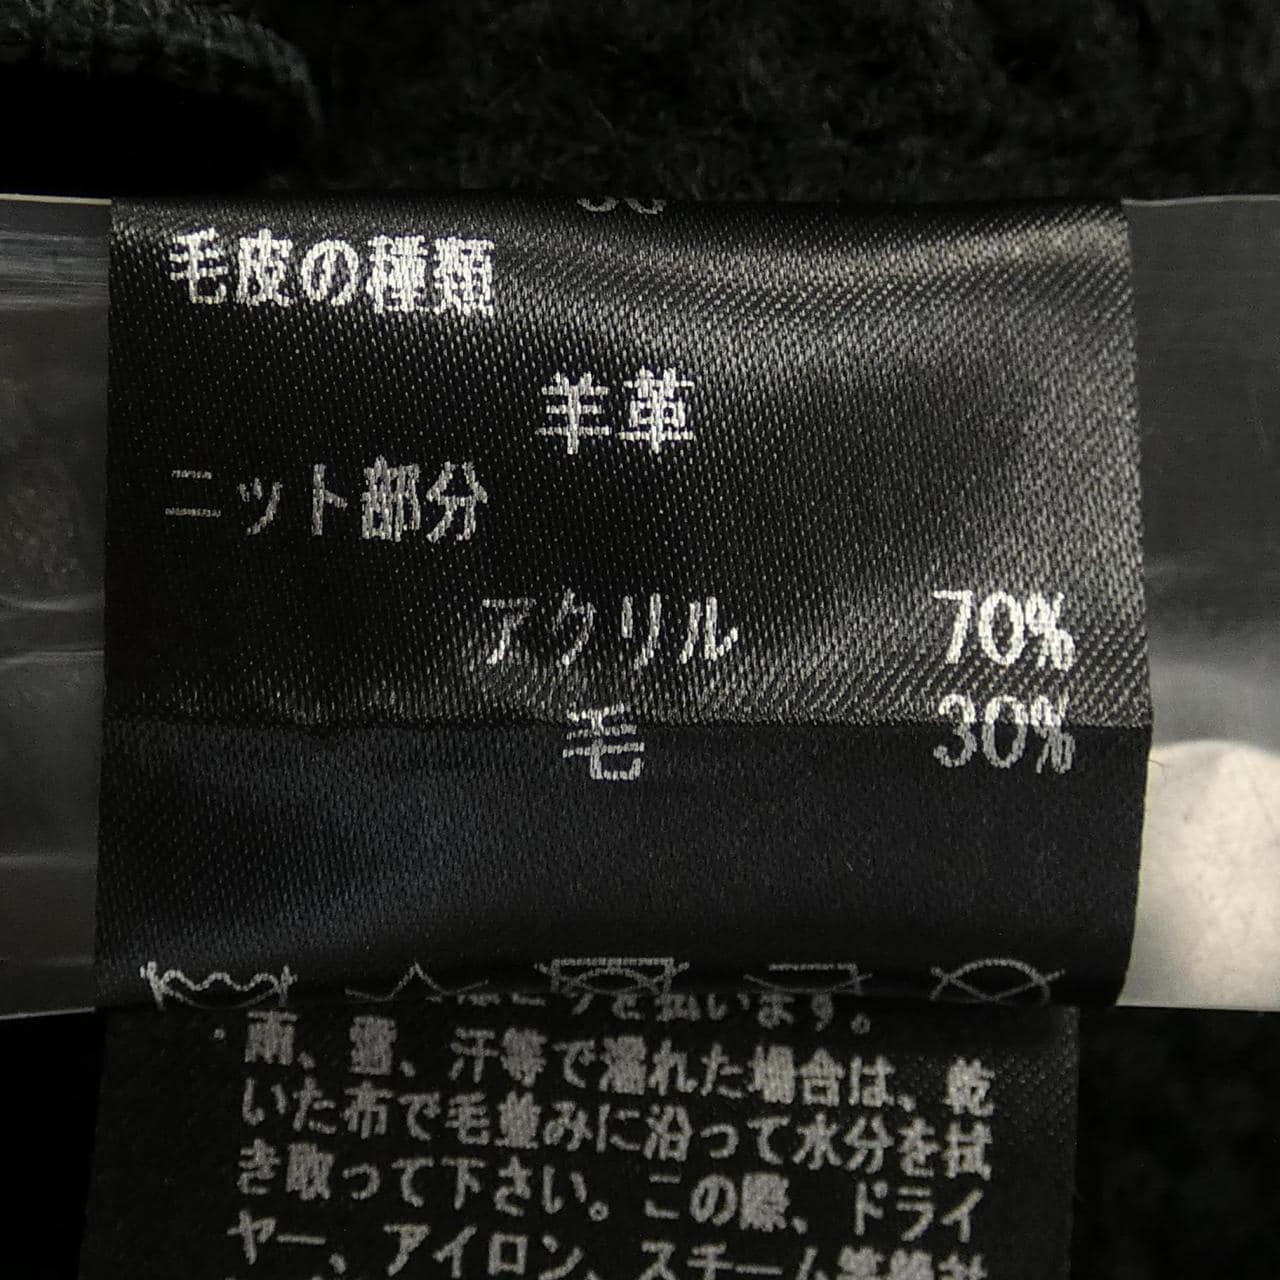 毛皮の種類
羊革
ニット部分
アクリル 70%
毛 30%
ます。
・雨、雪、汗等で濡れた場合は、乾
いた布で毛並みに沿って水分を拭
き取って下さい。この際、ドライ
ヤー、アイロン、スチーム等